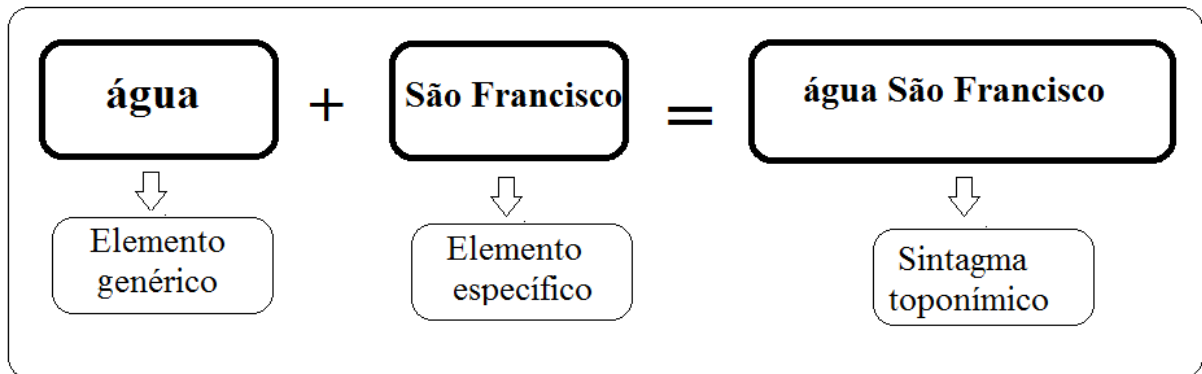 água + São Francisco = água São Francisco
Elemento
genérico
Elemento
específico
Sintagma
toponímico